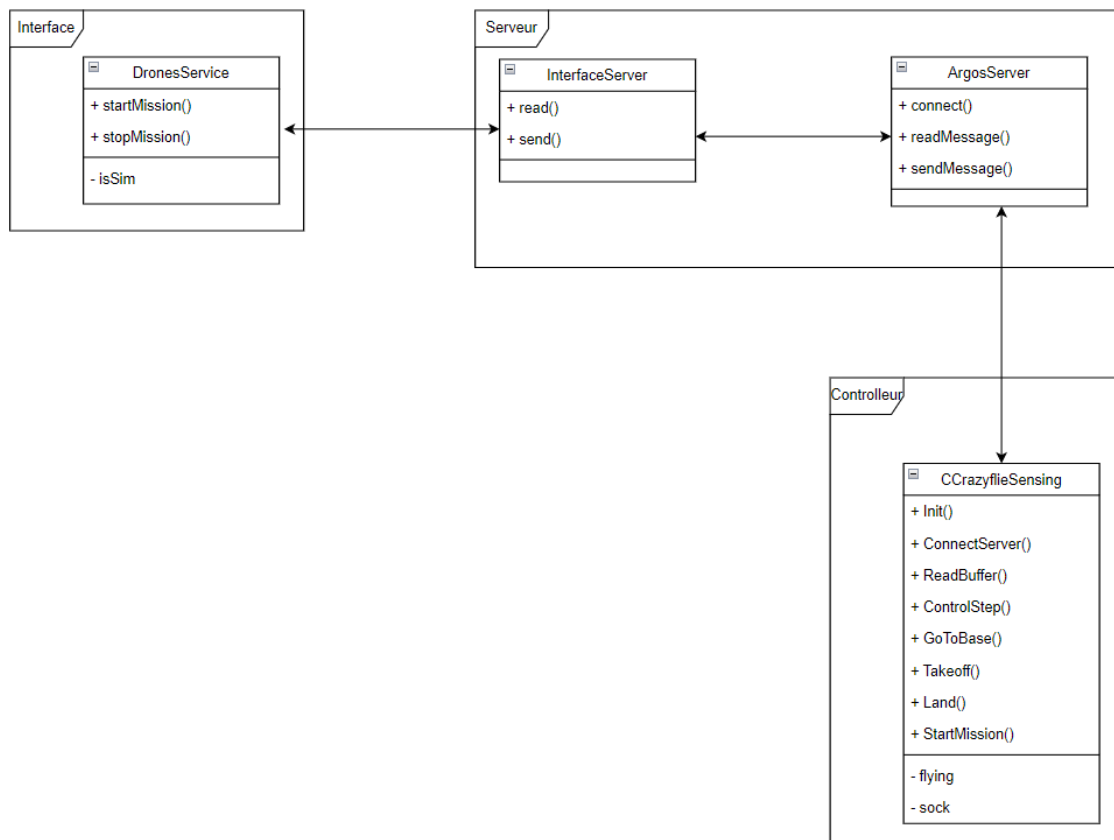 Interface
DronesService
+ startMission()
+ stopMission()
- isSim
Serveur
InterfaceServer
+ read()
+ send()
ArgosServer
+ connect()
+ readMessage()
+ sendMessage()
Controlleur
CCrazyflieSensing
+ Init()
+ ConnectServer()
+ ReadBuffer()
+ ControlStep()
+ GoToBase()
+ Takeoff()
+ Land()
+ StartMission()
- flying
- sock